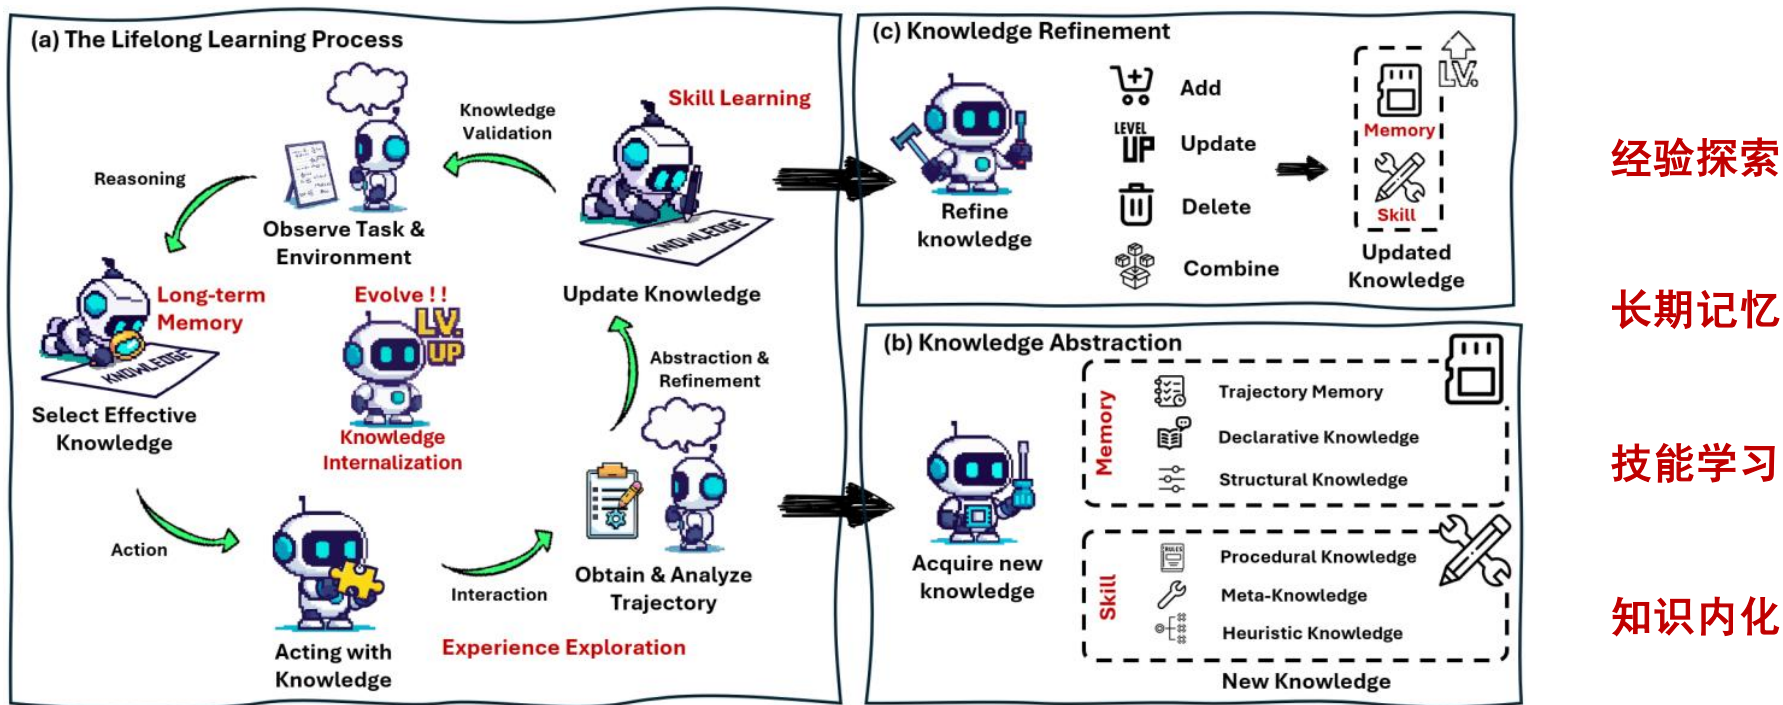 (a) The Lifelong Learning Process
Knowledge
Validation
Skill Learning
Reasoning
Observe Task &
Environment
KNOWLEDGE
Update Knowledge
Long-term
Memory
KNOWLEDGE
Select Effective
Knowledge
Evolve ! !
LV.
UP
Knowledge
Internalization
Abstraction &
Refinement
Action
Interaction
Obtain & Analyze
Trajectory
Acting with
Knowledge
Experience Exploration
(c) Knowledge Refinement
Refine
knowledge
Add
LEVEL
UP
Update
Delete
Combine
LV.
Memory
Skill
Updated
Knowledge
(b) Knowledge Abstraction
Acquire new
knowledge
Memory
Trajectory Memory
Declarative Knowledge
Structural Knowledge
Skill
RULES
Procedural Knowledge
Meta-Knowledge
Heuristic Knowledge
New Knowledge
经验探索
长期记忆
技能学习
知识内化